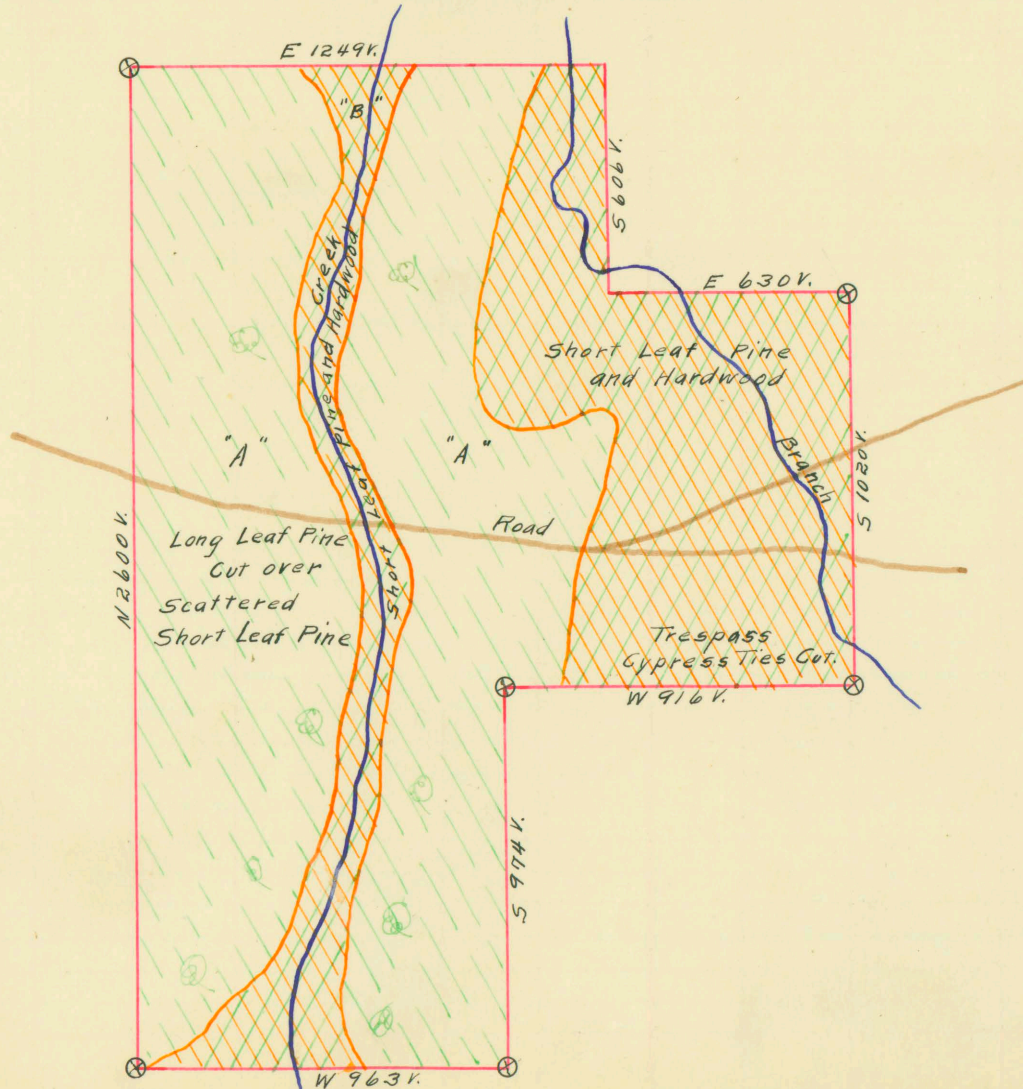 E 1249 V.
"B"
S 606 V.
E 630 V.
Creek
Short Leaf Pine and Hardwood
Short Leaf Pine
and Hardwood
"A"
"A"
Branch
S 1020 V.
Road
N 2600 V.
Long Leaf Pine
Cut over
Scattered
Short Leaf Pine
Trespass
Cypress Ties Cut.
W 916 V.
S 974 V.
W 963 V.